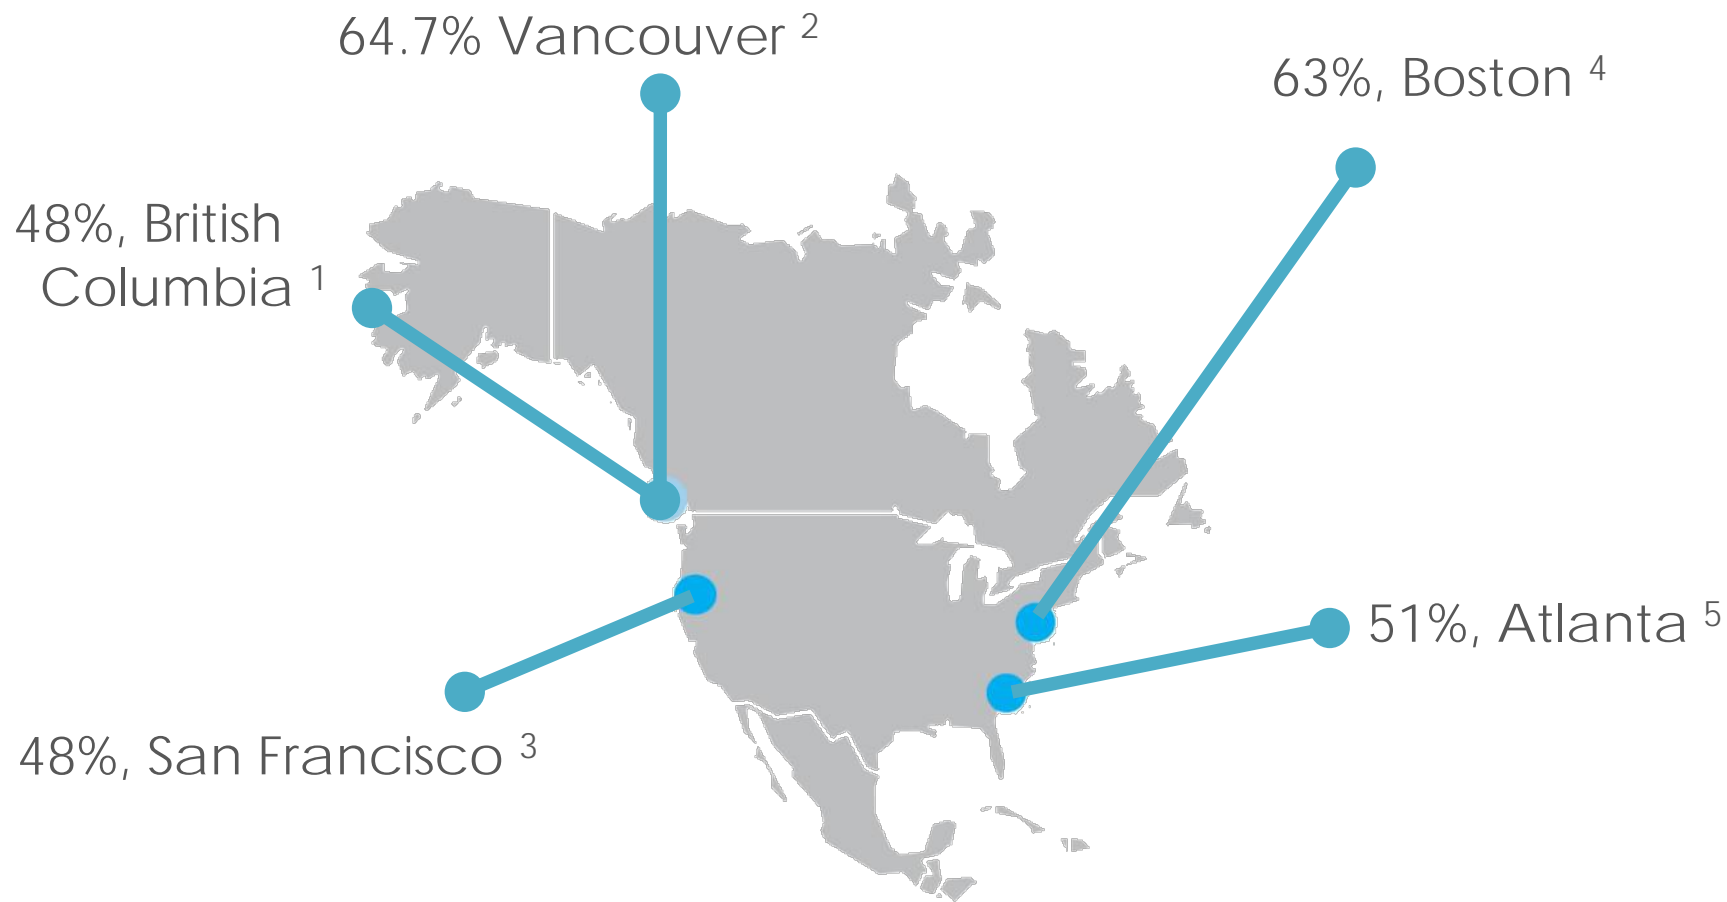 64.7% Vancouver 2
63%, Boston 4
48%, British
Columbia 1
51%, Atlanta 5
48%, San Francisco 3